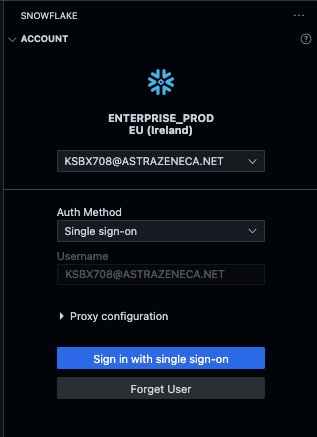 SNOWFLAKE
ACCOUNT
ENTERPRISE_PROD
EU (Ireland)
KSBX708@ASTRAZENECA.NET
Auth Method
Single sign-on
Username
KSBX708@ASTRAZENECA.NET
Proxy configuration
Sign in with single sign-on
Forget User